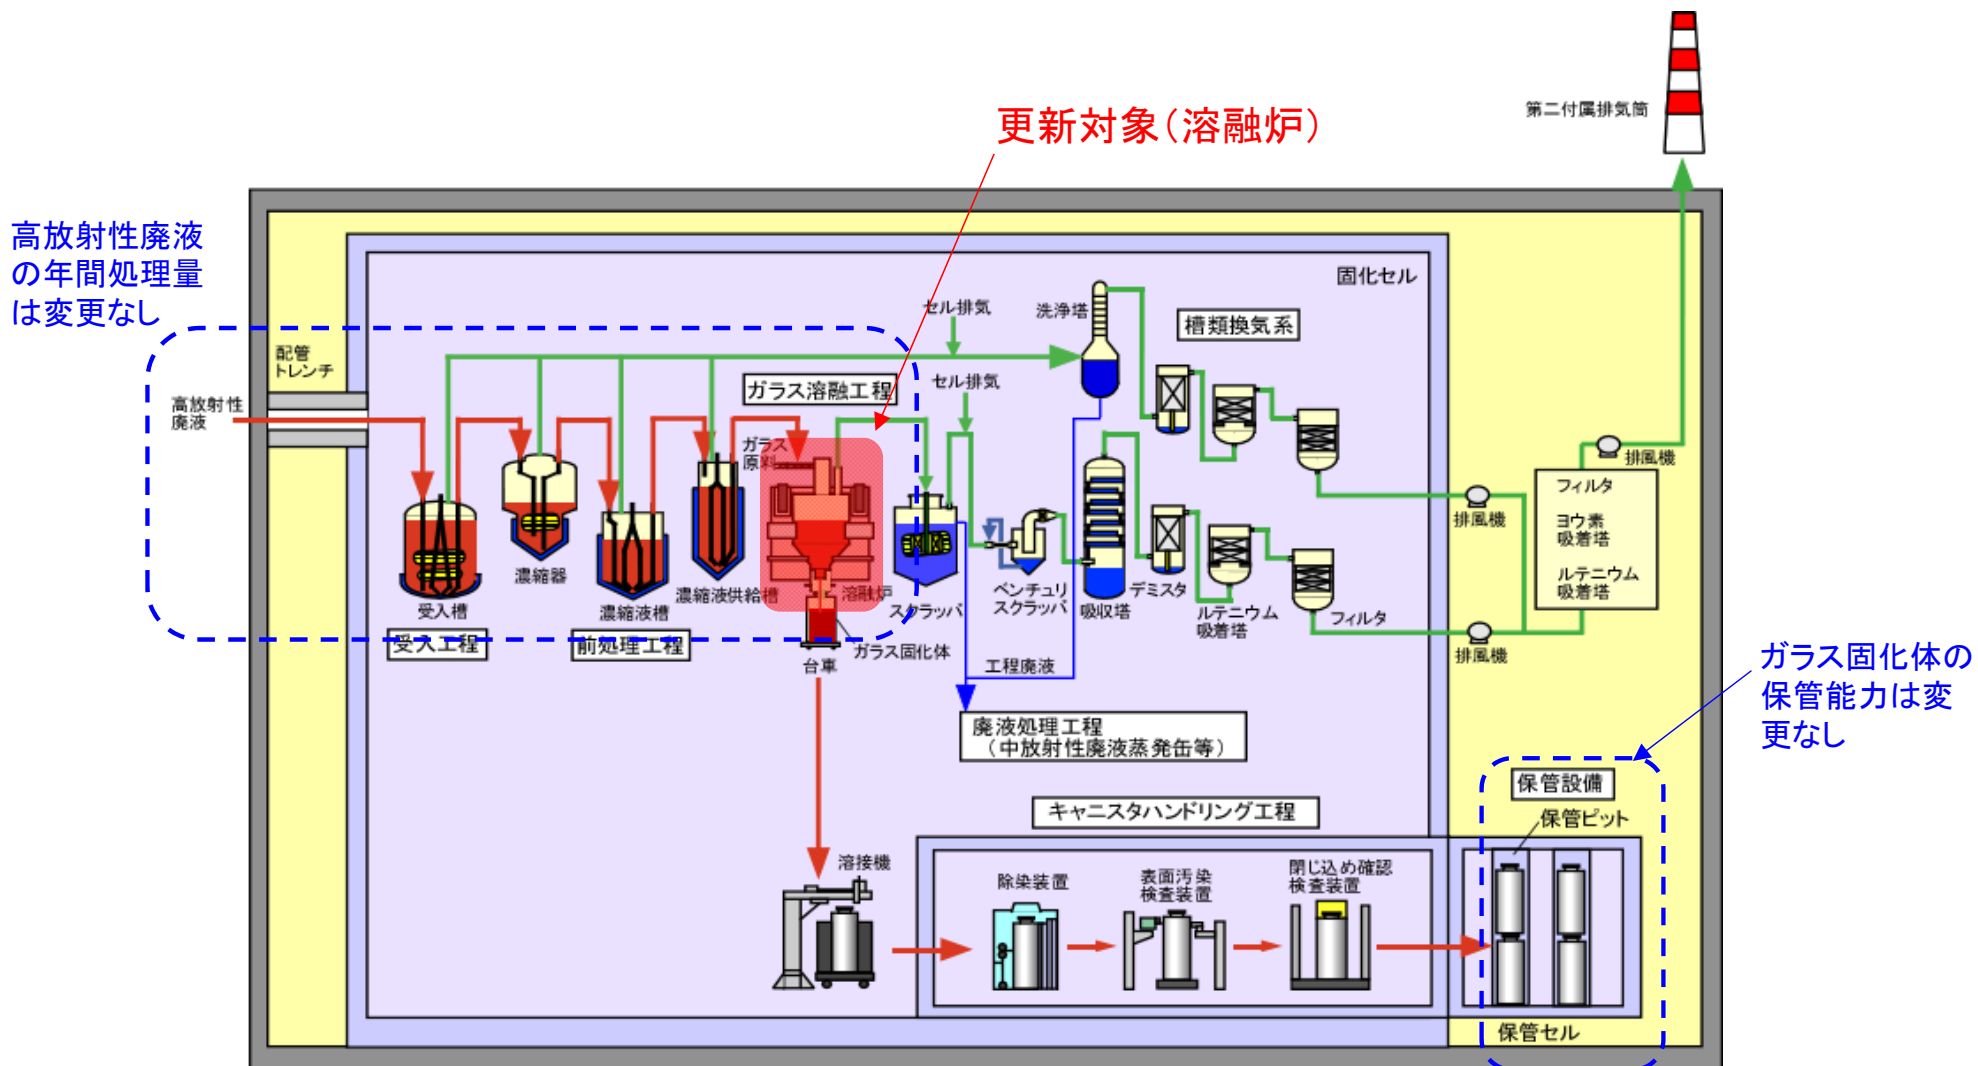 第二付属排気筒
更新対象（溶融炉）
高放射性廃液
の年間処理量
は変更なし
固化セル
セル排気
洗浄塔
槽類換気系
配管
トレンチ
セル排気
ガラス溶融工程
高放射性
廃液
ガラス
原料
排風機
フィルタ
ヨウ素
吸着塔
ルテニウム
吸着塔
排風機
濃縮器
受入槽
濃縮液槽
濃縮液供給槽
溶融炉
スクラッバ
ベンチュリ
スクラッバ
吸収塔
デミスタ
ルテニウム
吸着塔
フィルタ
排風機
受入工程
前処理工程
台車
ガラス固化体
工程廃液
ガラス固化体の
保管能力は変
更なし
廃液処理工程
（中放射性廃液蒸発缶等）
保管設備
保管ピット
キャニスタハンドリング工程
溶接機
除染装置
表面汚染
検査装置
閉じ込め確認
検査装置
保管セル